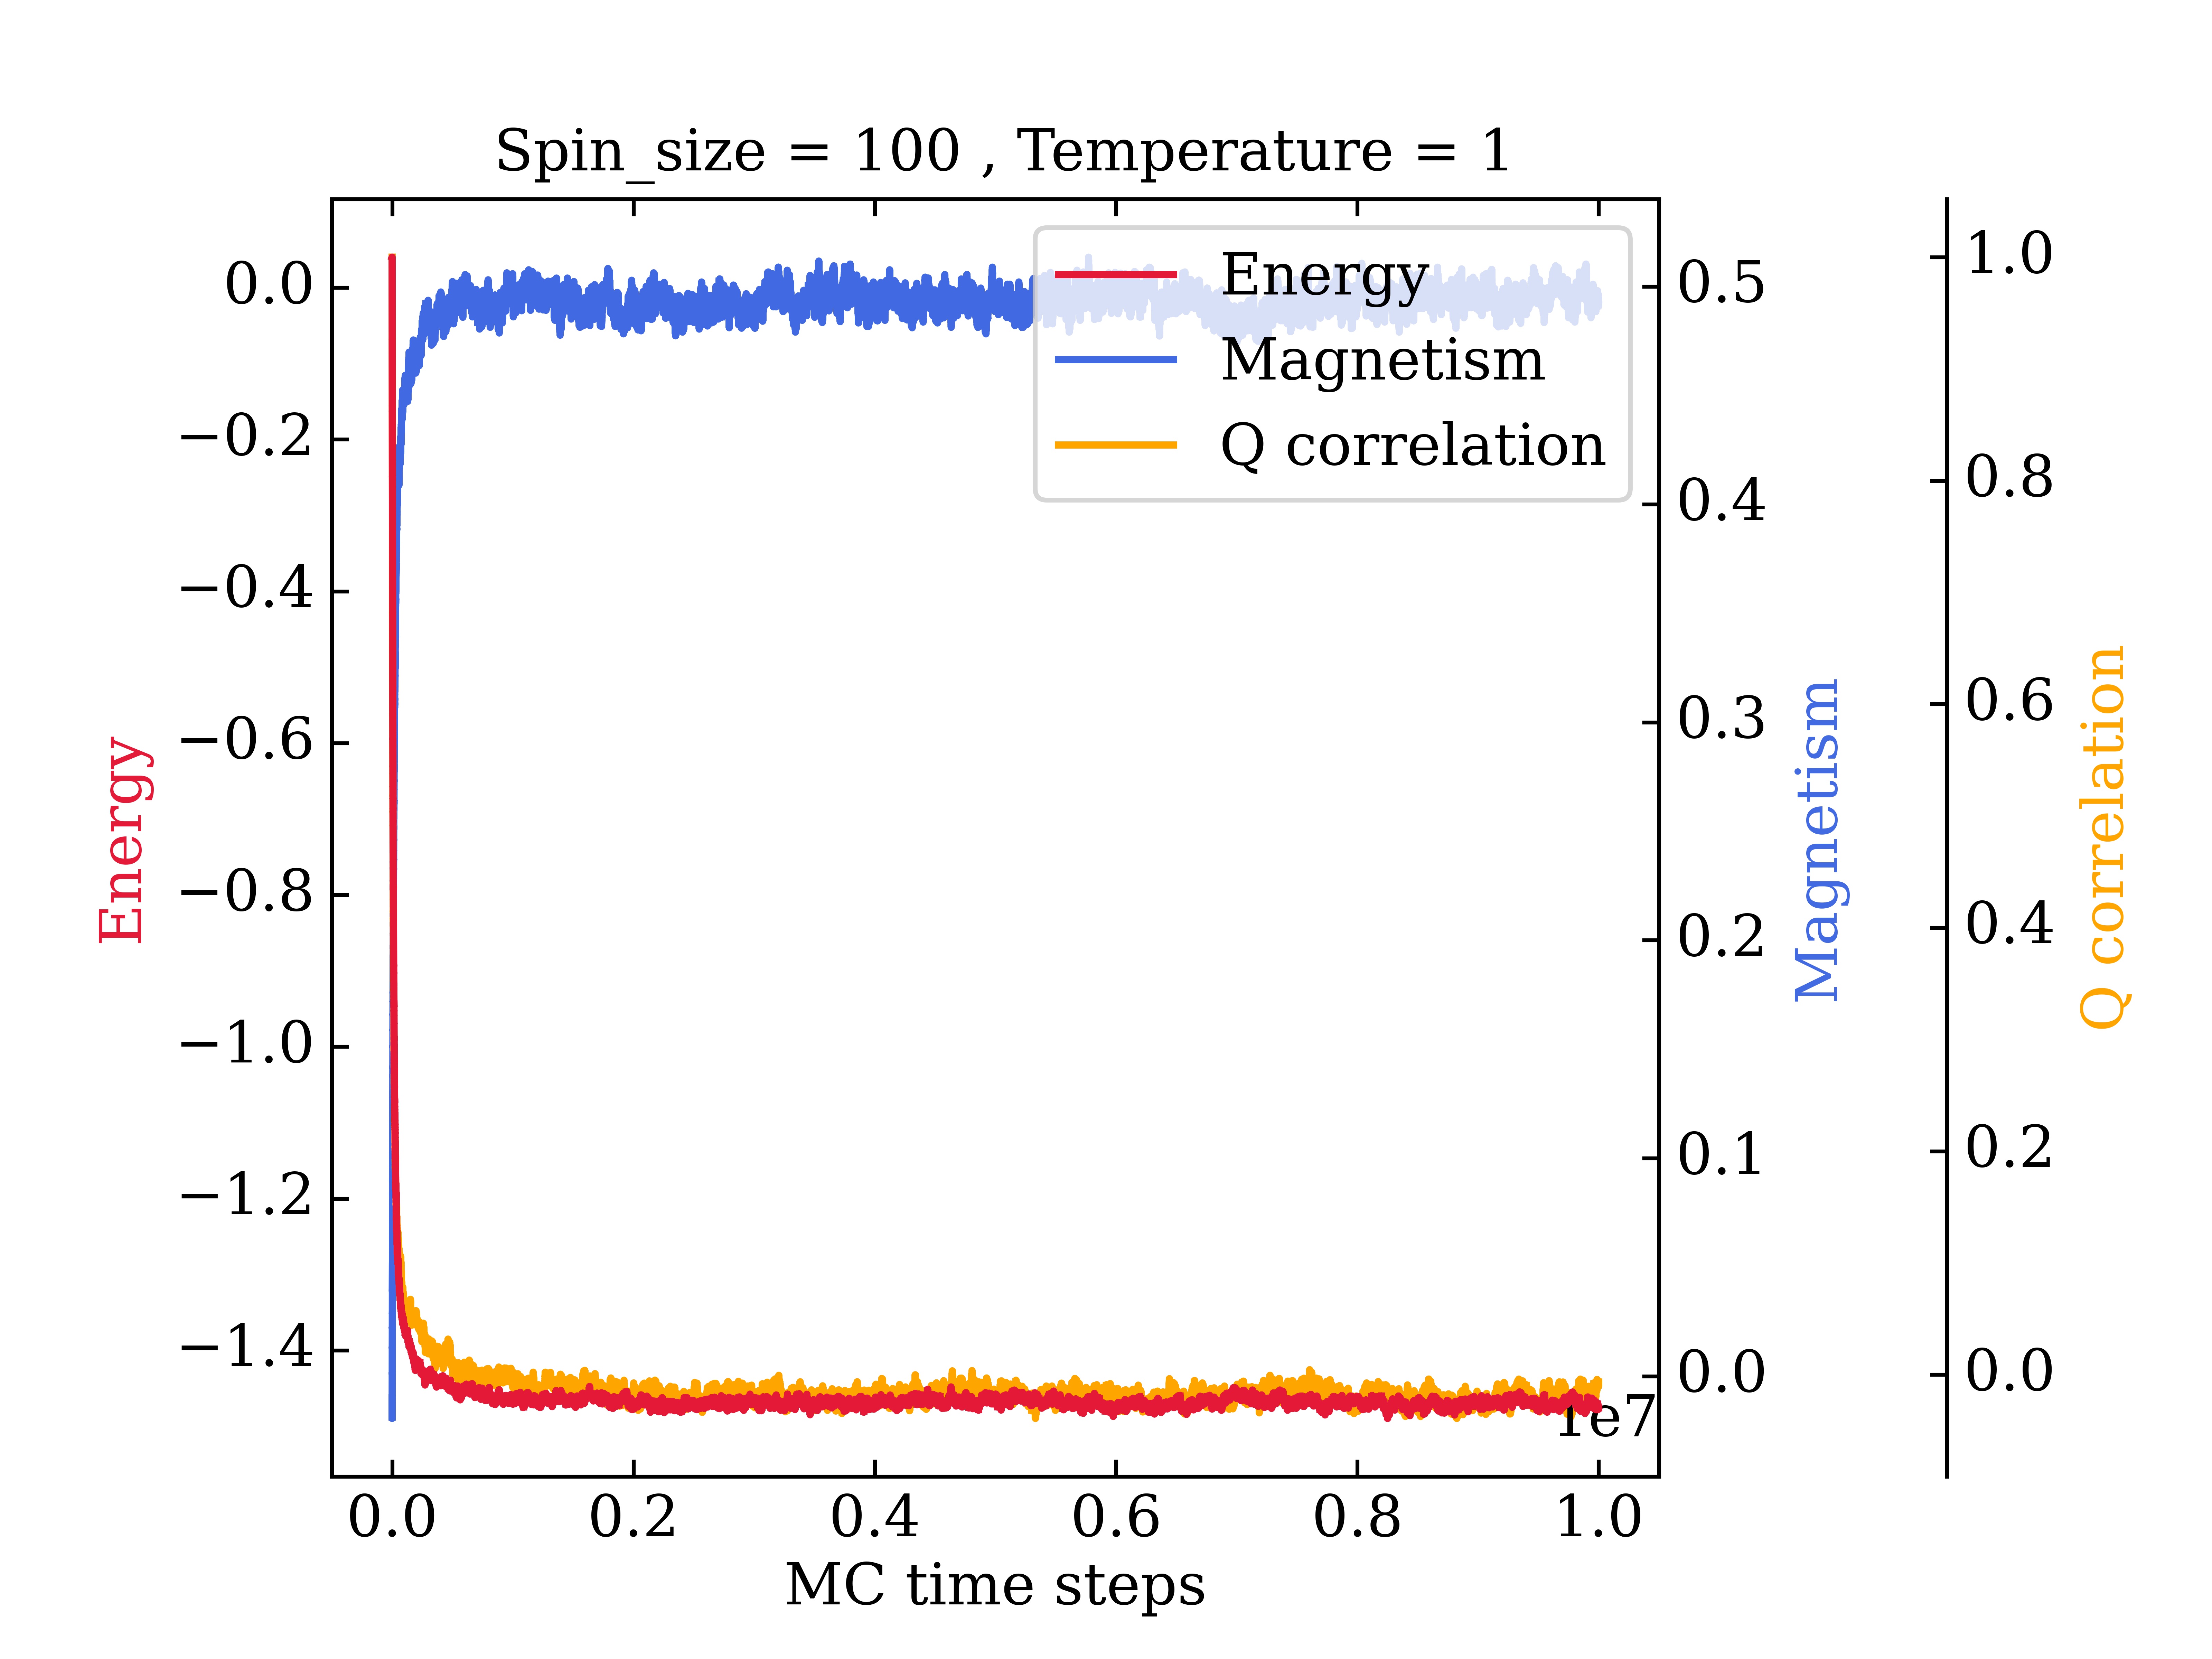 Spin_size = 100 , Temperature = 1
Energy
Magnetism
Q correlation
0.0
−0.2
−0.4
−0.6
−0.8
−1.0
−1.2
−1.4
Energy
0.5
0.4
0.3
0.2
0.1
0.0
Magnetism
1.0
0.8
0.6
0.4
0.2
0.0
Q correlation
1e7
0.0 0.2 0.4 0.6 0.8 1.0
MC time steps